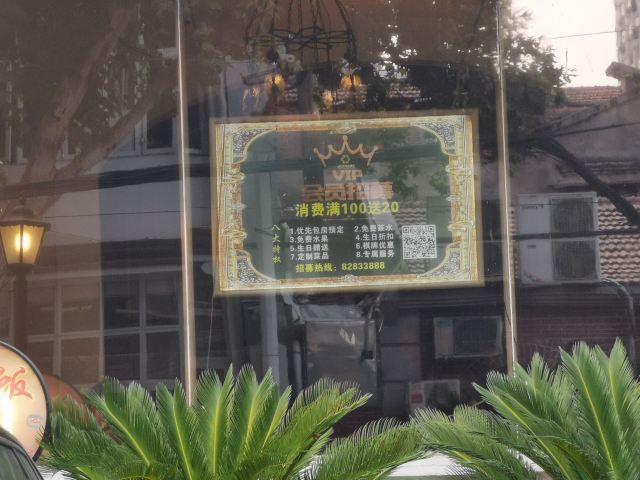 VIP
会员招募
消费满100送20
八大特权
1.优先包房预定 2.免费茶水
3.免费水果 4.生日折扣
5.生日赠送 6.棋牌优惠
7.定制菜品 8.专属服务
招募热线：82833888
饭